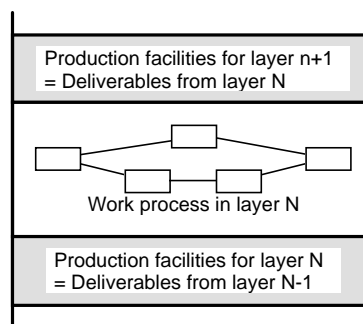 Production facilities for layer n+1
= Deliverables from layer N
Work process in layer N
Production facilities for layer N
= Deliverables from layer N-1